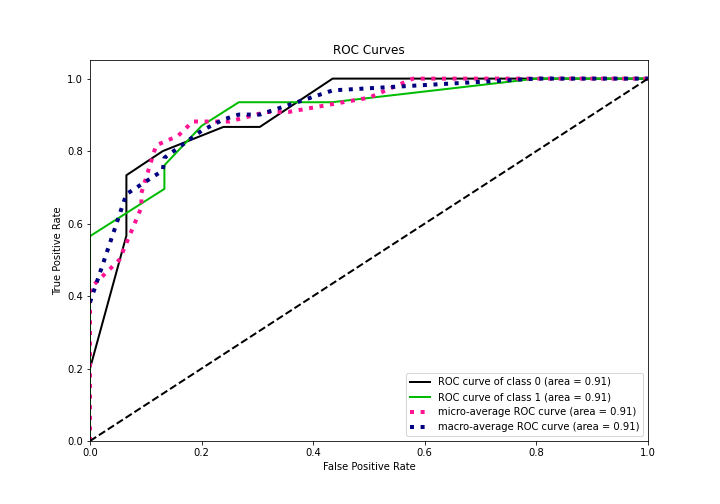 ROC Curves
1.0
0.8
0.6
0.4
0.2
0.0
True Positive Rate
0.0 0.2 0.4 0.6 0.8 1.0
False Positive Rate
ROC curve of class 0 (area = 0.91)
ROC curve of class 1 (area = 0.91)
micro-average ROC curve (area = 0.91)
macro-average ROC curve (area = 0.91)